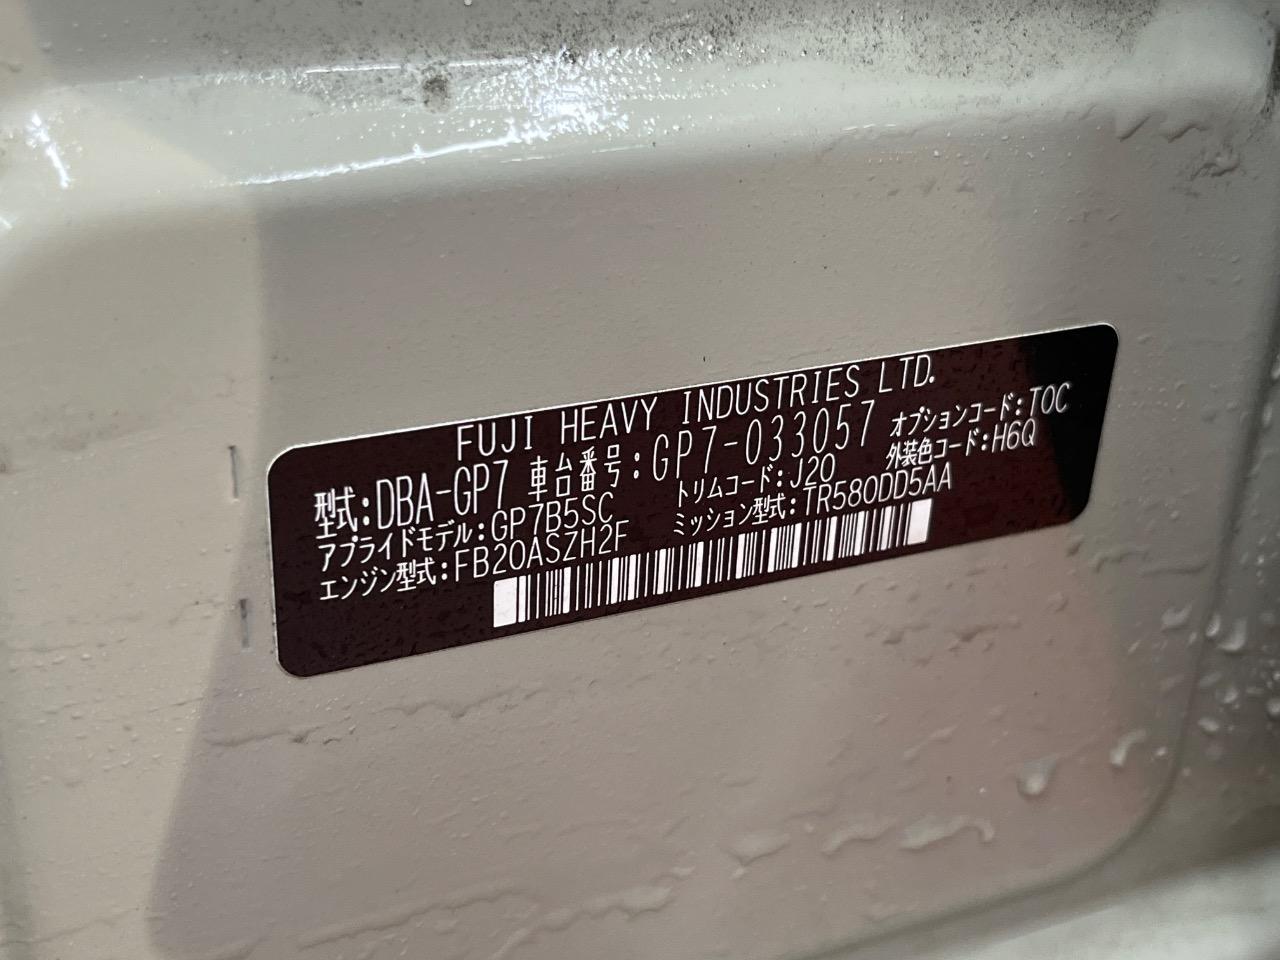 FUJI HEAVY INDUSTRIES LTD.
型式:DBA-GP7 車台番号:GP7-033057 オプションコード:TOC
アプライドモデル:GP7B5SC トリムコード:J20 外装色コード:H6Q
エンジン型式:FB20ASZH2F ミッション型式:TR580DD5AA